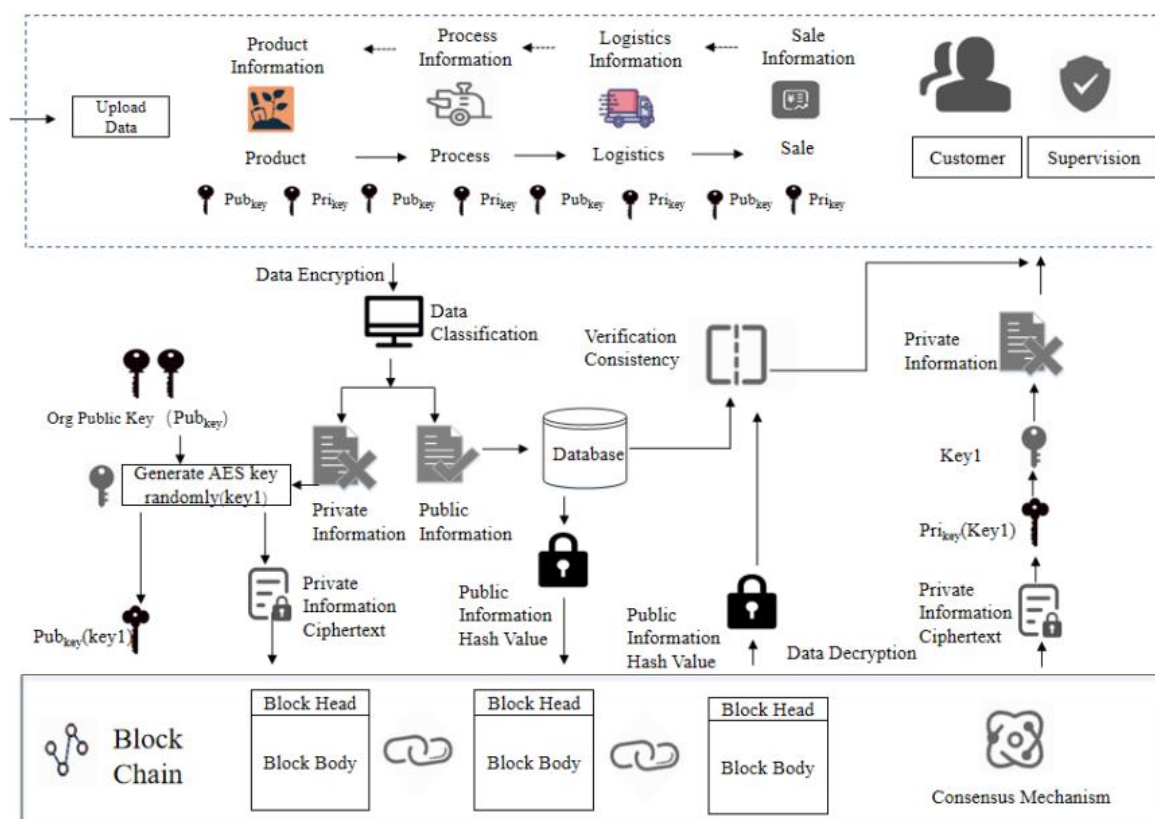 Product
Information
Process
Information
Logistics
Information
Sale
Information
Upload
Data
Product
Process
Logistics
Sale
Customer
Supervision
Pubkey
Prikey
Pubkey
Prikey
Pubkey
Prikey
Pubkey
Prikey
Data Encryption
Data
Classification
Verification
Consistency
Private
Information
Org Public Key (Pubkey)
Database
Key1
Generate AES key
randomly(key1)
Private
Information
Public
Information
Prikey(Key1)
Private
Information
Ciphertext
Public
Information
Hash Value
Public
Information
Hash Value
Private
Information
Ciphertext
Pubkey(key1)
Data Decryption
Block
Chain
Block Head
Block Body
Block Head
Block Body
Block Head
Block Body
Consensus Mechanism